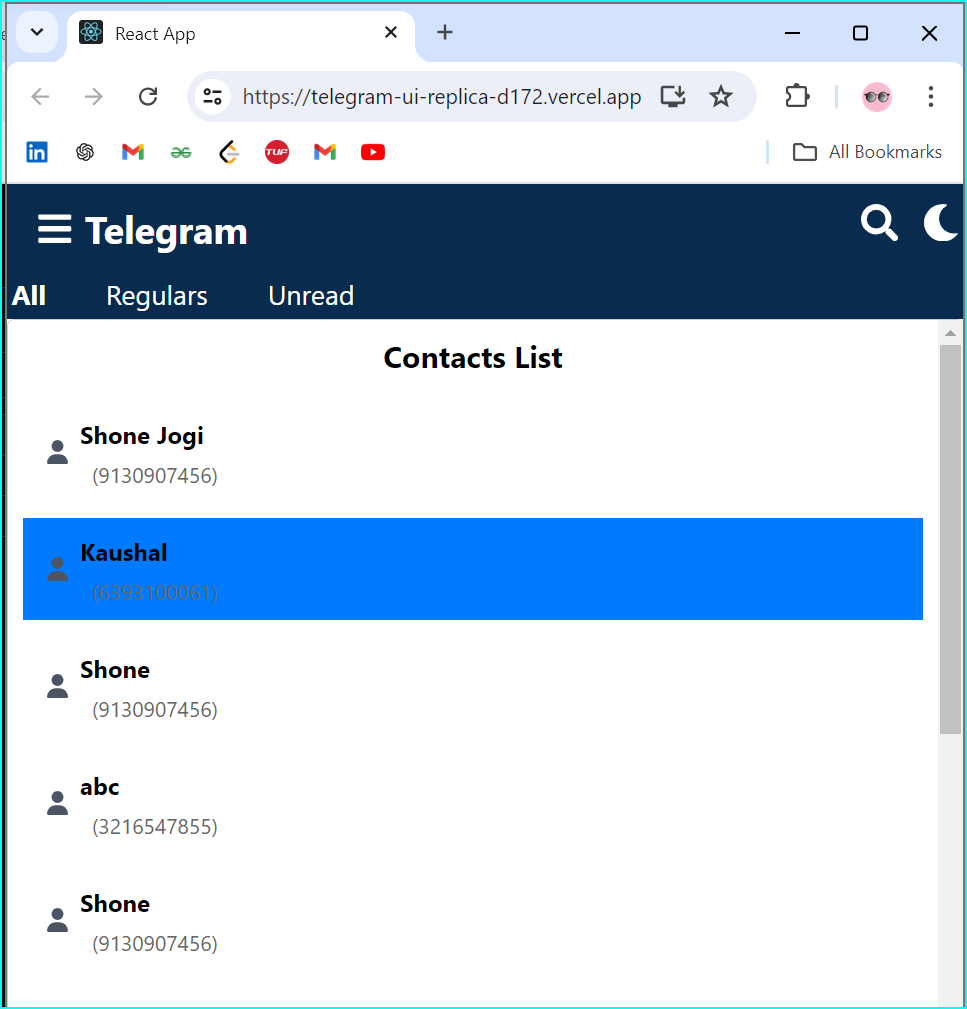 React App
https://telegram-ui-replica-d172.vercel.app
in TUF All Bookmarks
Telegram
All Regulars Unread
Contacts List
Shone Jogi
(9130907456)
Kaushal
(6393100061)
Shone
(9130907456)
abc
(3216547855)
Shone
(9130907456)